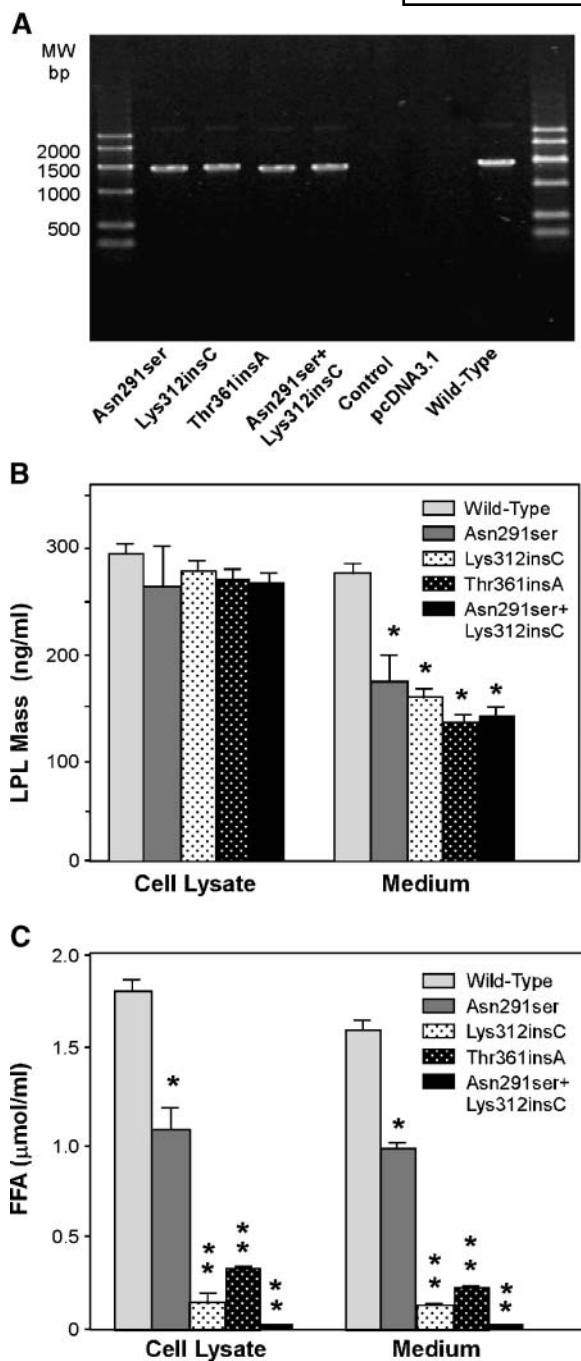 A
MW
bp
2000
1500
1000
500
Asn291ser
Lys312insC
Thr361insA
Asn291ser+
Lys312insC
Control
pcDNA3.1
Wild-Type
B
LPL Mass (ng/ml)
300
200
100
0
Wild-Type
Asn291ser
Lys312insC
Thr361insA
Asn291ser+
Lys312insC
*
*
*
*
Cell Lysate
Medium
C
FFA (μmol/ml)
2.0
1.5
1.0
0.5
0
Wild-Type
Asn291ser
Lys312insC
Thr361insA
Asn291ser+
Lys312insC
*
**
**
**
*
**
**
**
Cell Lysate
Medium